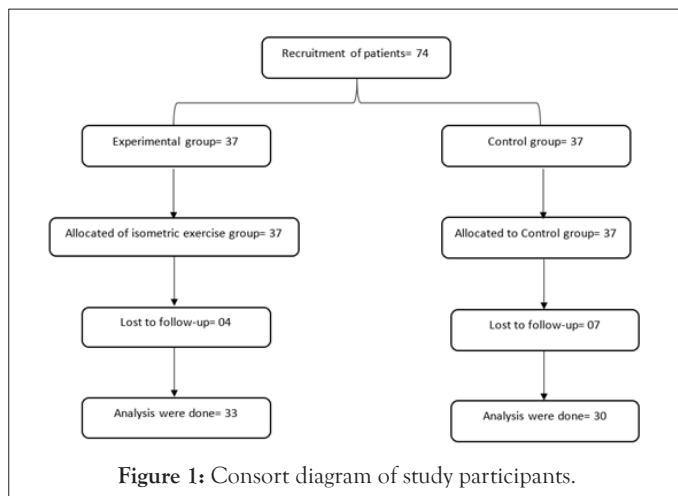 Recruitment of patients= 74
Experimental group= 37
Control group= 37
Allocated of isometric exercise group= 37
Allocated to Control group= 37
Lost to follow-up= 04
Lost to follow-up= 07
Analysis were done= 33
Analysis were done= 30
Figure 1: Consort diagram of study participants.